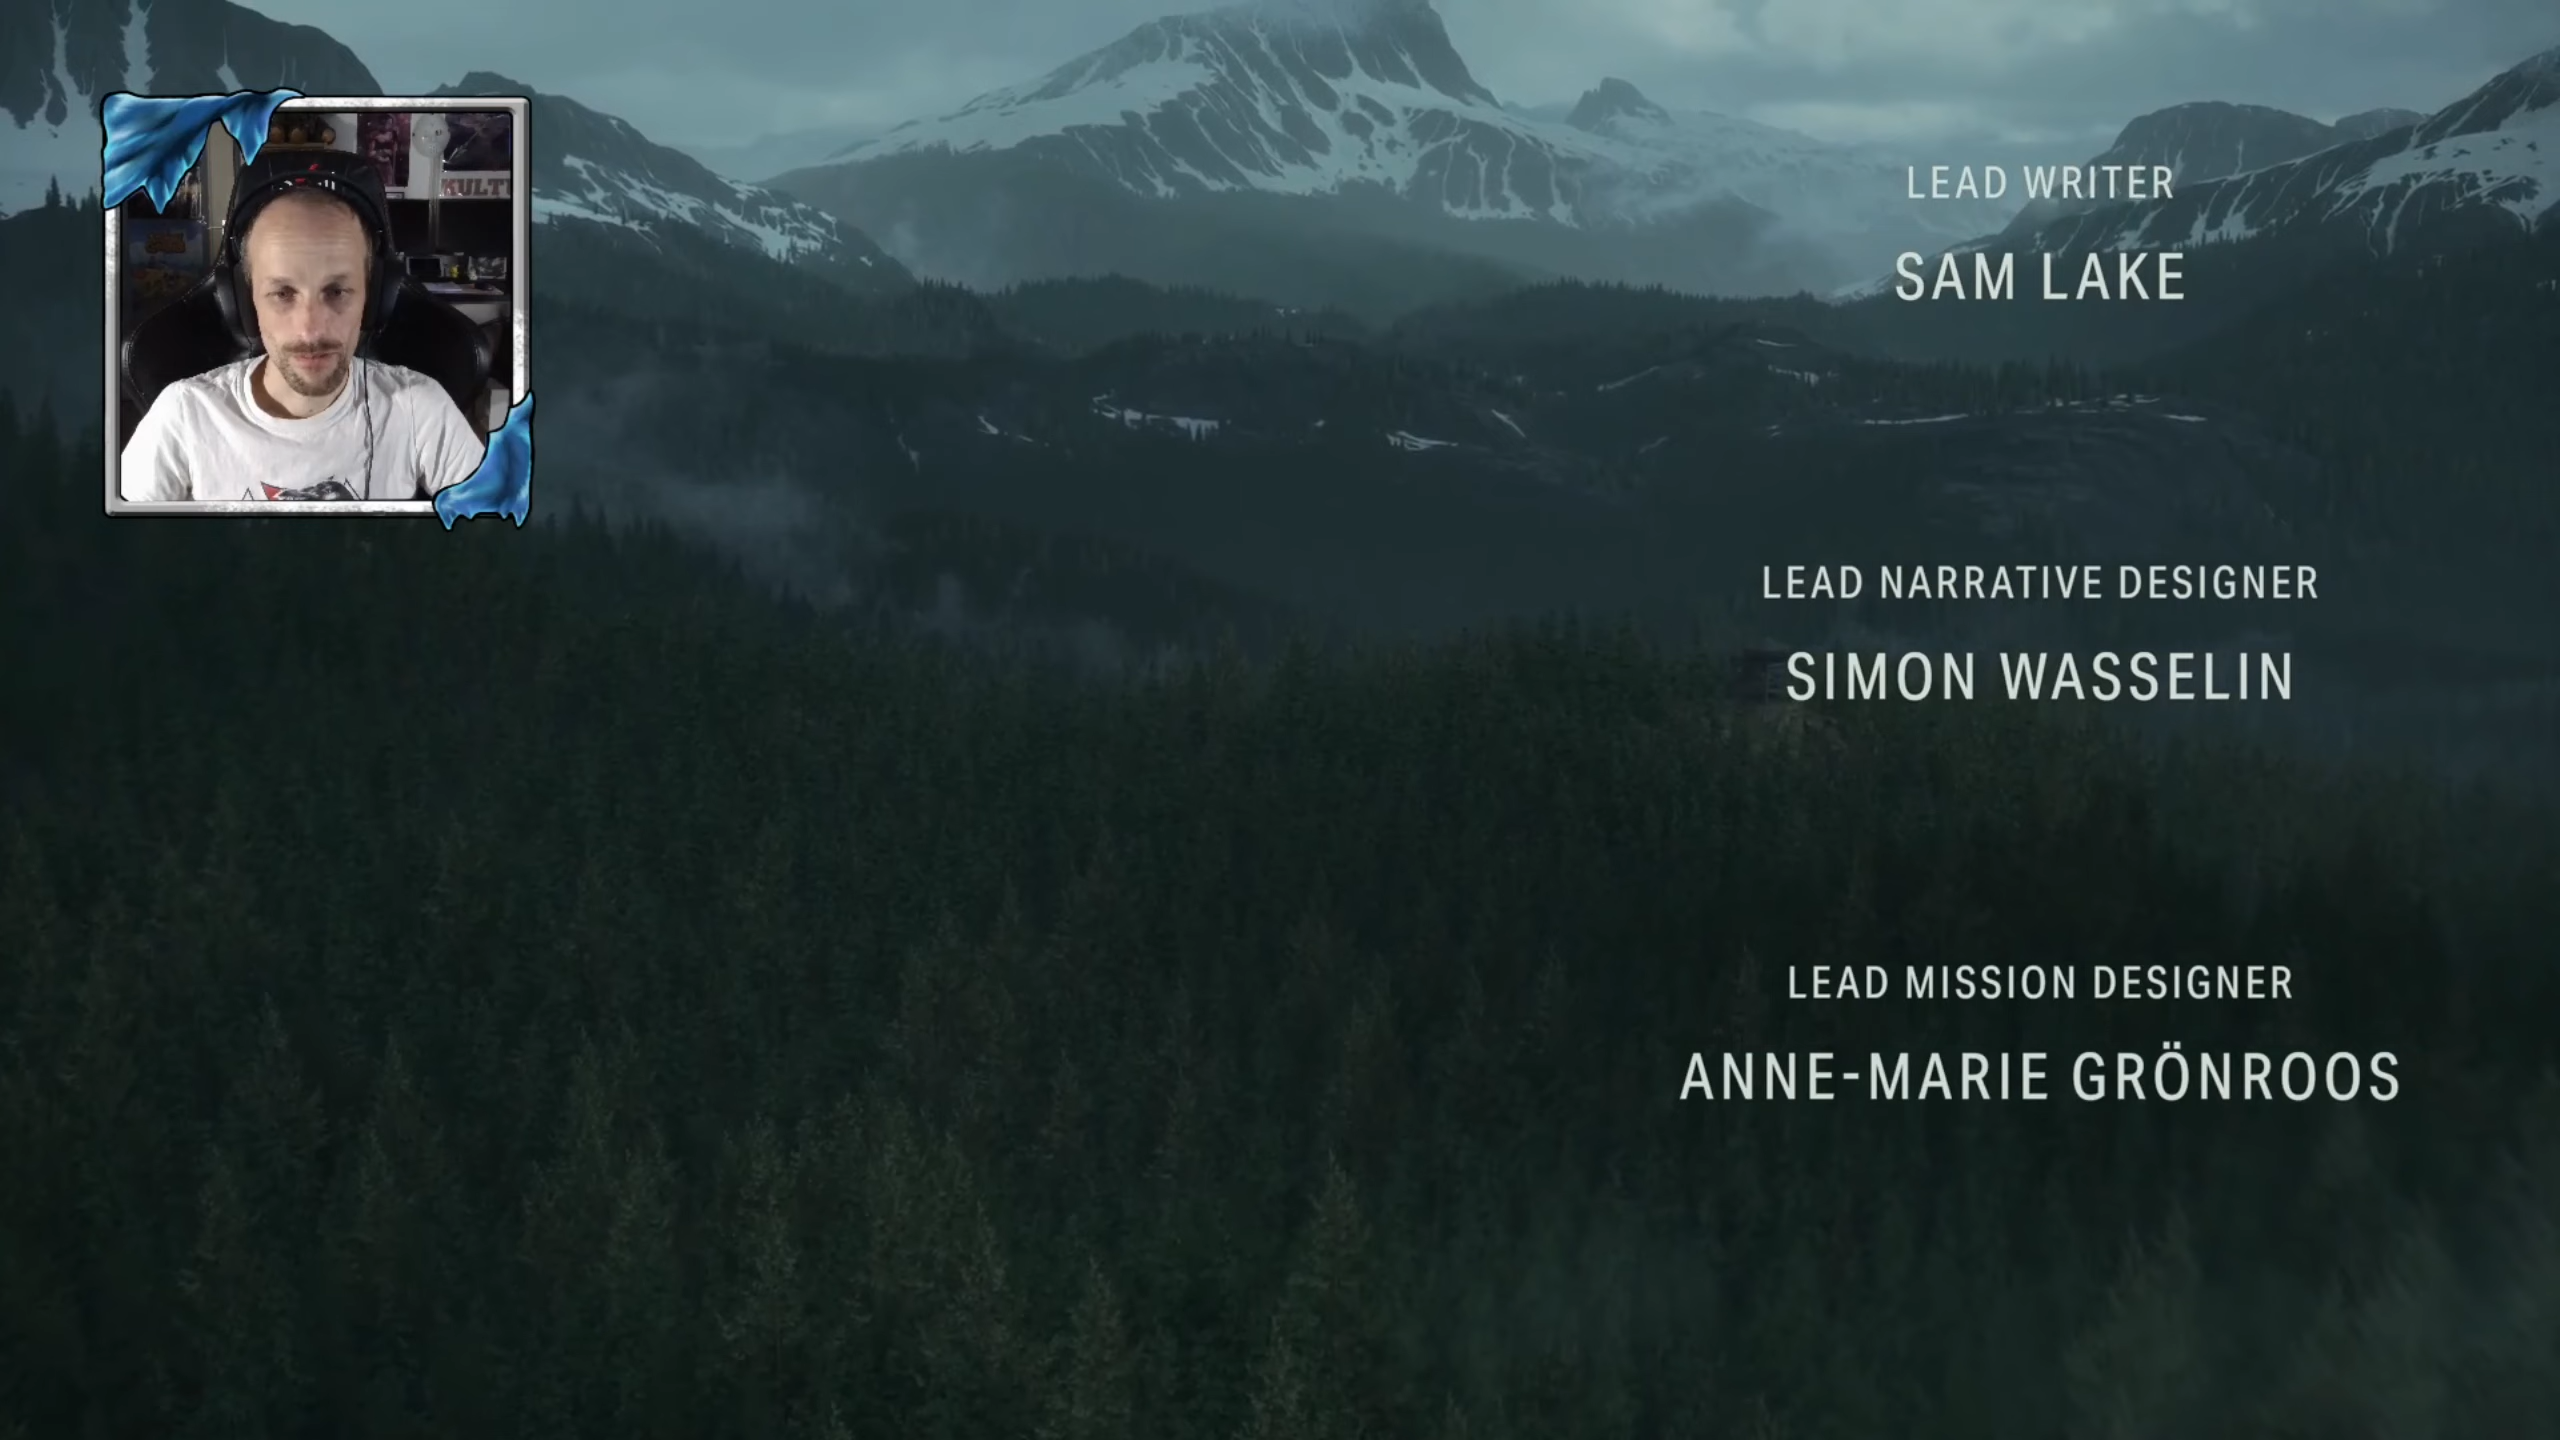 LEAD WRITER
SAM LAKE
LEAD NARRATIVE DESIGNER
SIMON WASSELIN
LEAD MISSION DESIGNER
ANNE-MARIE GRÖNROOS